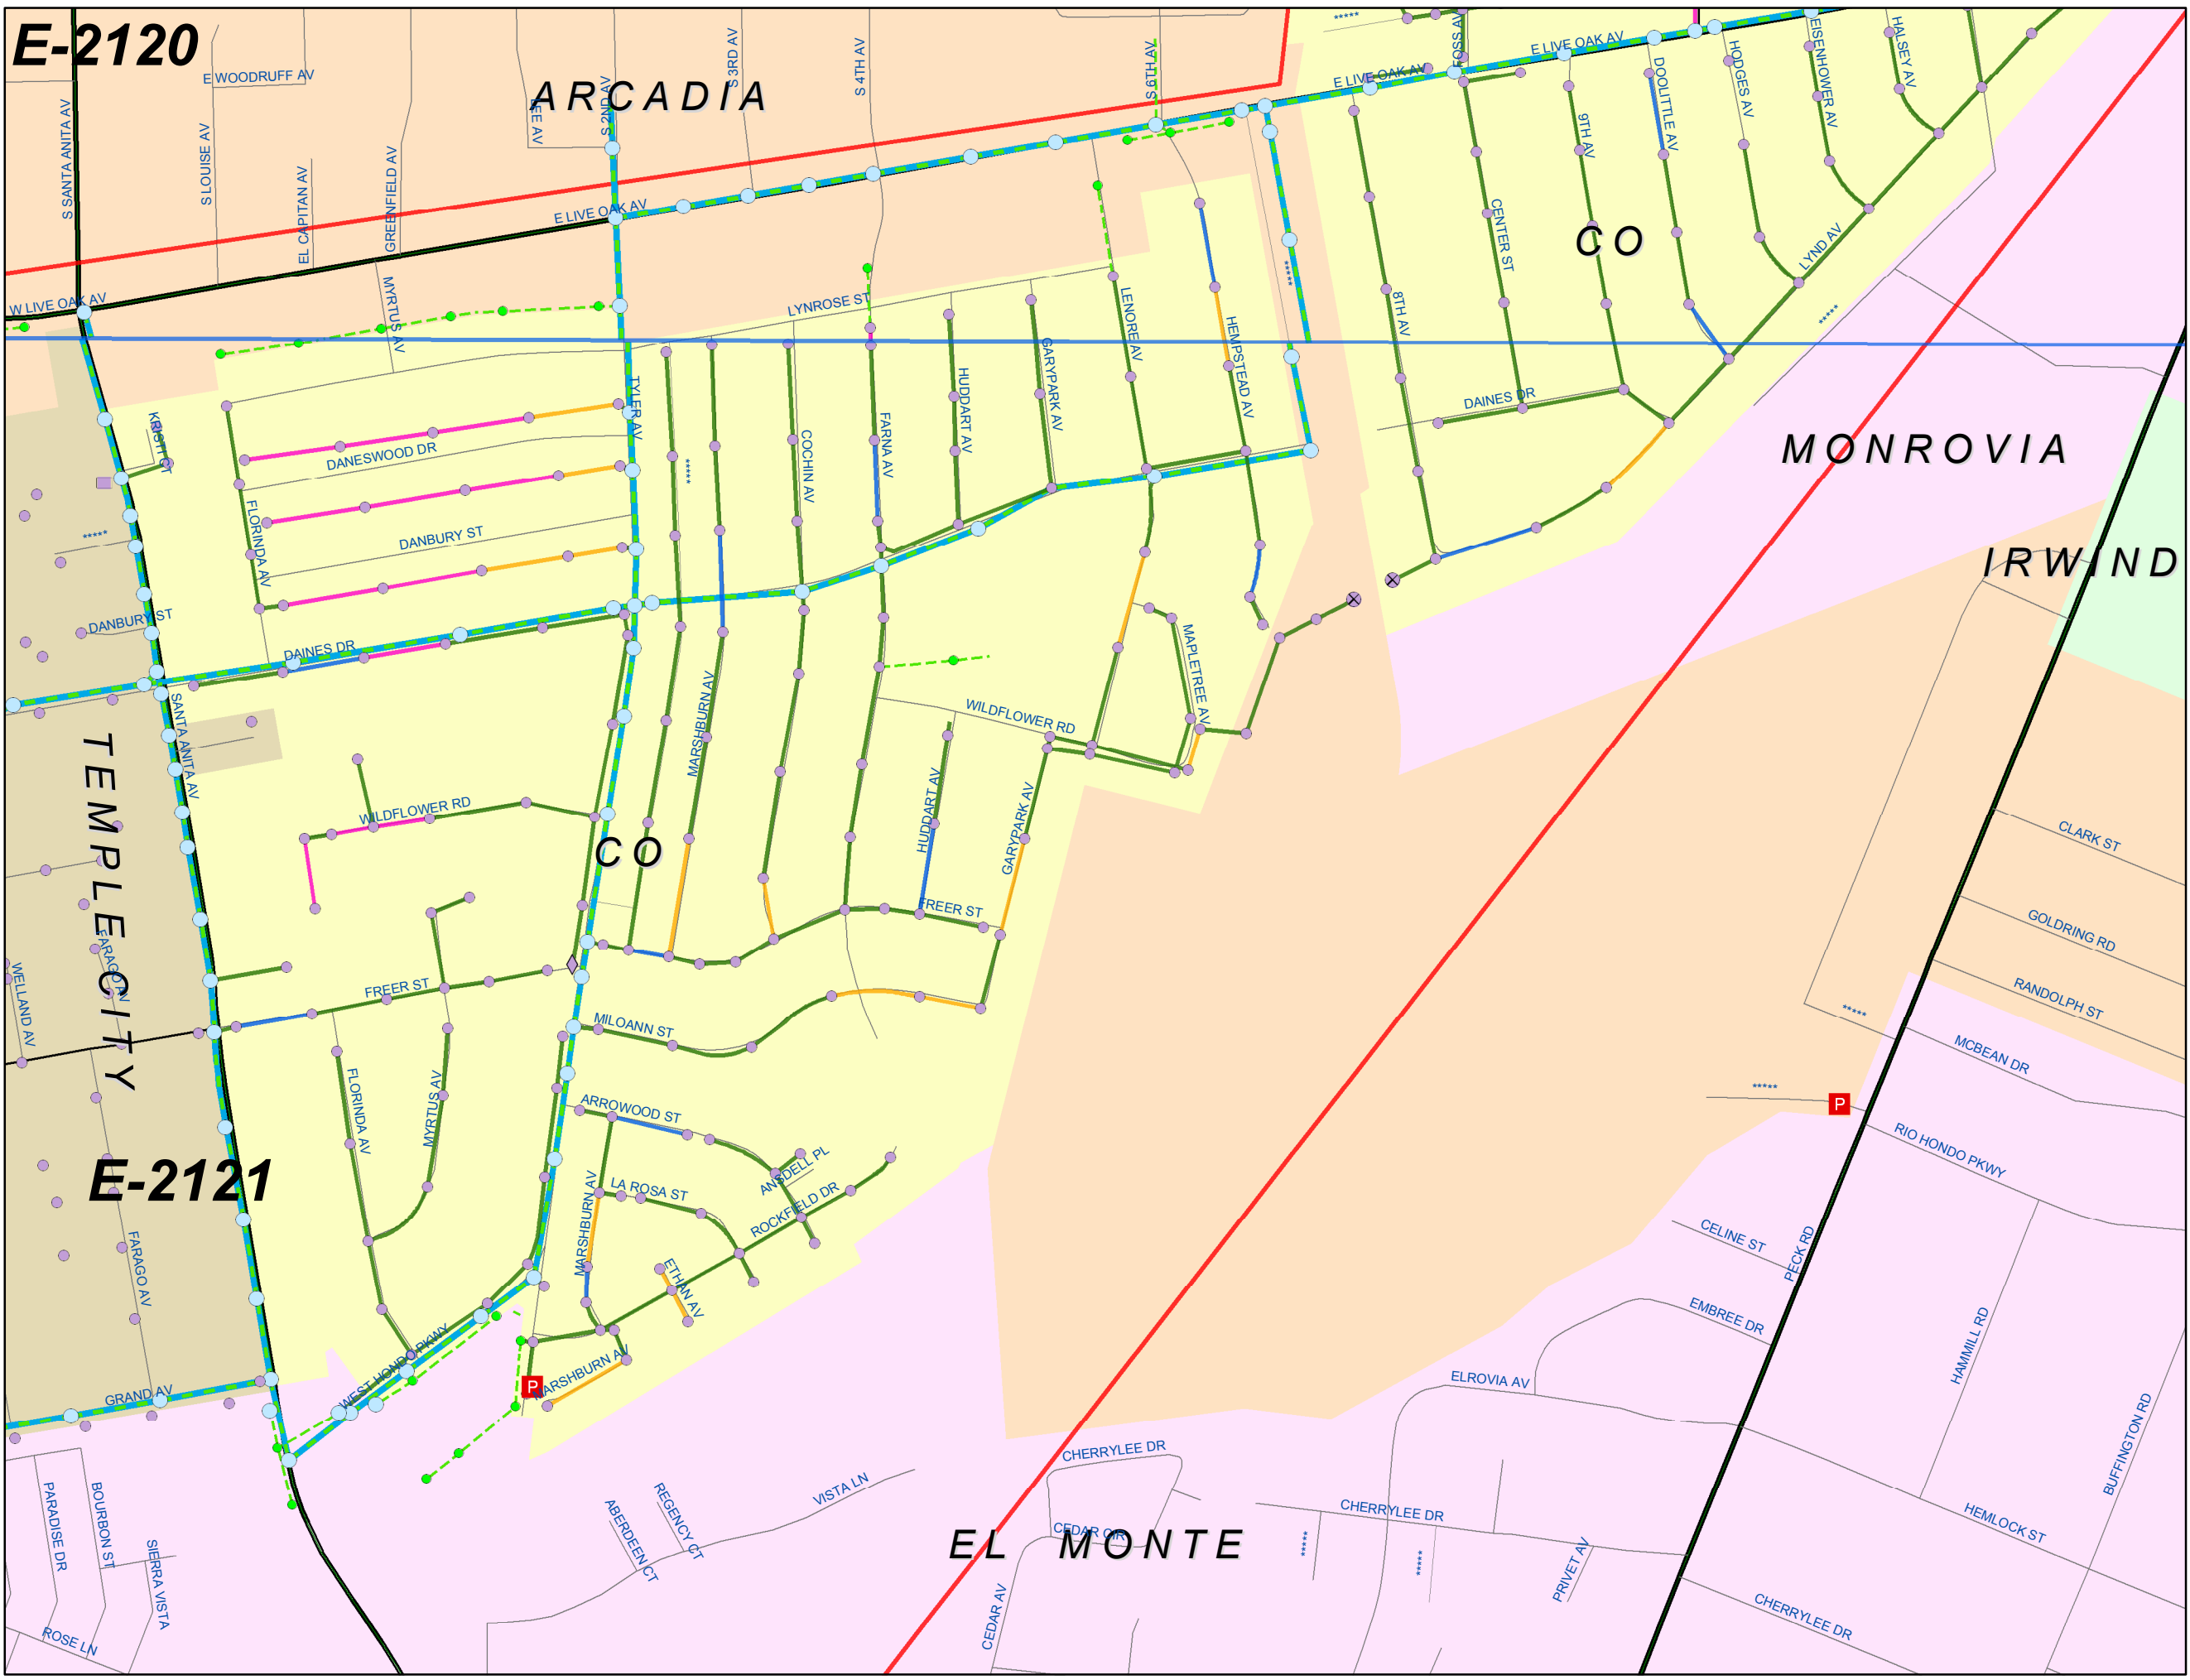 E-2120
E WOODRUFF AV
ARCADIA
S SANTA ANITA AV
S LOUISE AV
EL CAPITAN AV
GREENFIELD AV
LEE AV
S 2ND AV
S 3RD AV
S 4TH AV
S 6TH AV
*****
FOSS AV
E LIVE OAK AV
E LIVE OAK AV
E LIVE OAK AV
W LIVE OAK AV
MYRTUS AV
DOOLITTLE AV
HODGES AV
EISENHOWER AV
HALSEY AV
9TH AV
CENTER ST
8TH AV
CO
LYND AV
*****
*****
LYNROSE ST
LENORE AV
HEMPSTEAD AV
GARYPARK AV
HUDDART AV
FARNA AV
COCHIN AV
*****
TYLER AV
KRISTI CT
DANESWOOD DR
DANBURY ST
FLORINDA AV
DAINES DR
MONROVIA
IRWIND
*****
DANBURY ST
DAINES DR
SANTA ANITA AV
TEMPLE CITY
MARSHBURN AV
MAPLETREE AV
WILDFLOWER RD
WILDFLOWER RD
CO
HUDDART AV
GARYPARK AV
FREER ST
CLARK ST
GOLDRING RD
RANDOLPH ST
*****
MCBEAN DR
*****
P
RIO HONDO PKWY
WELLAND AV
FARAGO AV
FREER ST
MILOANN ST
FLORINDA AV
MYRTUS AV
ARROWOOD ST
ANSDELL PL
LA ROSA ST
ROCKFIELD DR
MARSHBURN AV
ETHAN AV
E-2121
FARAGO AV
CELINE ST
PECK RD
EMBREE DR
HAMMILL RD
ELROVIA AV
BUFFINGTON RD
WEST HONDO PKWY
P
MARSHBURN AV
GRAND AV
PARADISE DR
BOURBON ST
SIERRA VISTA
ROSE LN
ABERDEEN CT
REGENCY CT
VISTA LN
CHERRYLEE DR
CEDAR CIR
EL MONTE
CEDAR AV
CHERRYLEE DR
*****
*****
PRIVET AV
HEMLOCK ST
CHERRYLEE DR